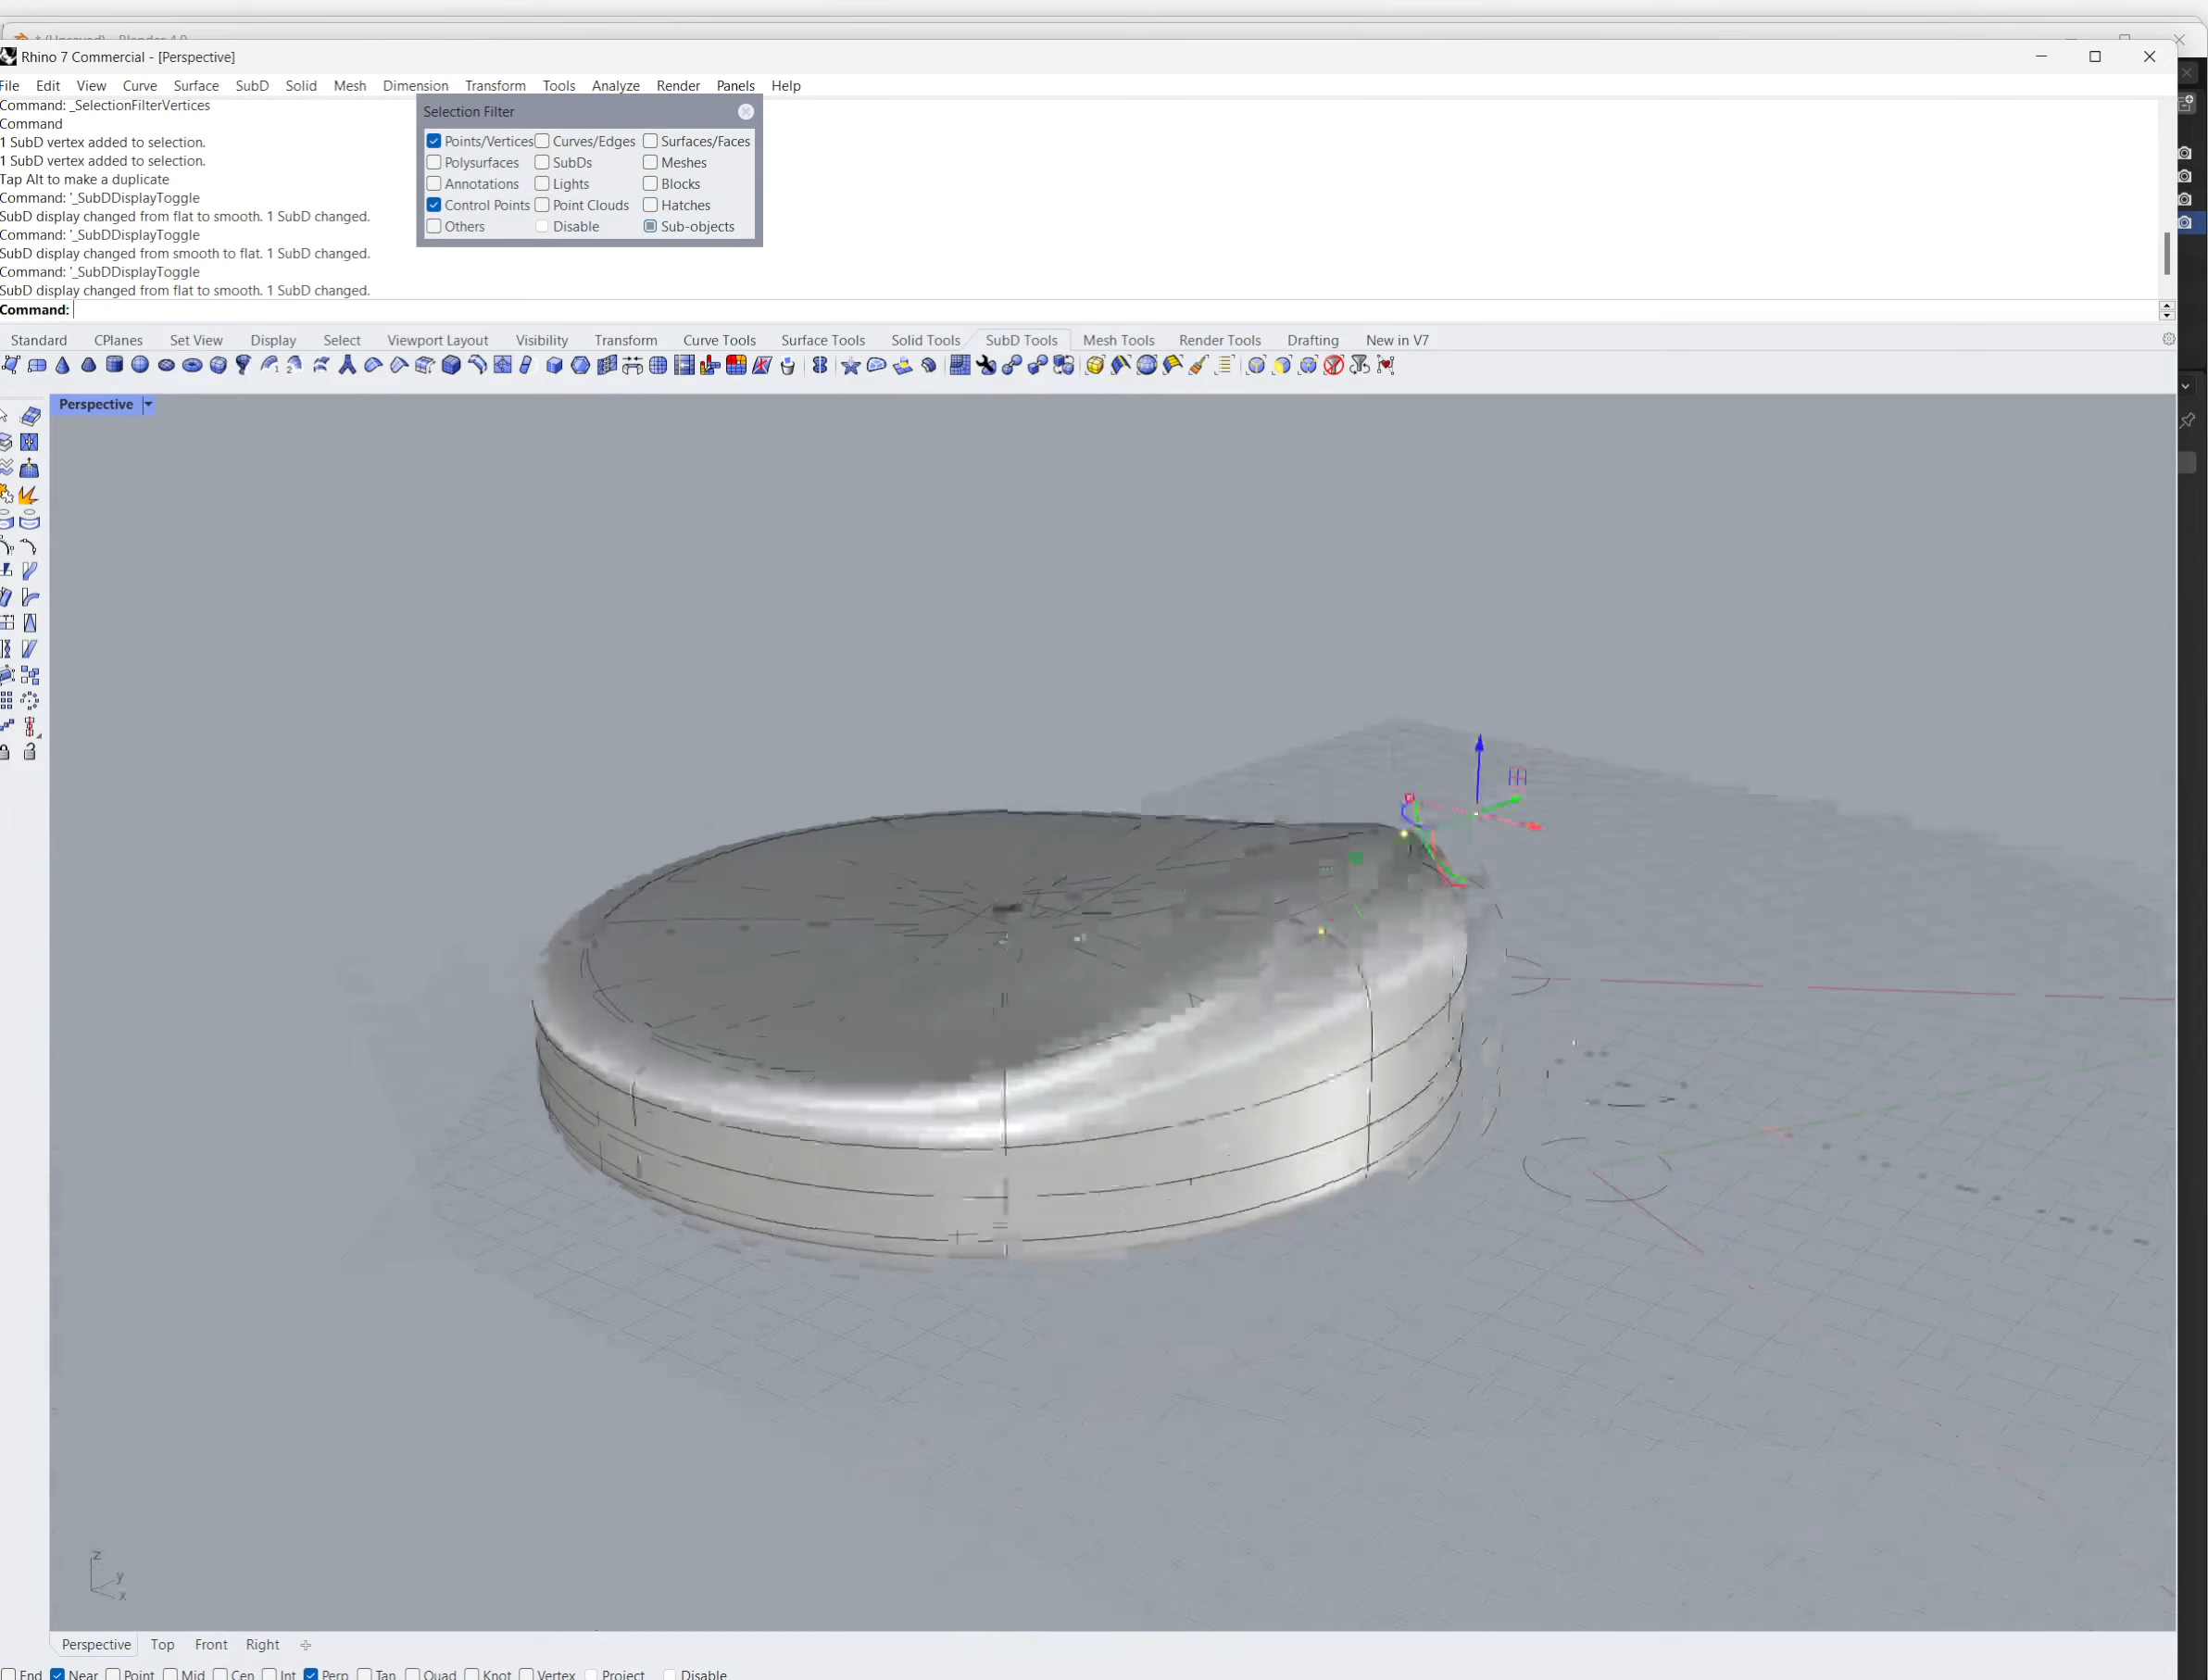 * (Unsaved) - Blender 4.0
Rhino 7 Commercial - [Perspective]
File Edit View Curve Surface SubD Solid Mesh Dimension Transform Tools Analyze Render Panels Help
Command: _SelectionFilterVertices
Command
1 SubD vertex added to selection.
1 SubD vertex added to selection.
Tap Alt to make a duplicate
Command: '_SubDDisplayToggle
SubD display changed from flat to smooth. 1 SubD changed.
Command: '_SubDDisplayToggle
SubD display changed from smooth to flat. 1 SubD changed.
Command: '_SubDDisplayToggle
SubD display changed from flat to smooth. 1 SubD changed.
Command:
Selection Filter
Points/Vertices Curves/Edges Surfaces/Faces
Polysurfaces SubDs Meshes
Annotations Lights Blocks
Control Points Point Clouds Hatches
Others Disable Sub-objects
Standard CPlanes Set View Display Select Viewport Layout Visibility Transform Curve Tools Surface Tools Solid Tools SubD Tools Mesh Tools Render Tools Drafting New in V7
Perspective
z
y
x
Perspective Top Front Right
End Near Point Mid Cen Int Perp Tan Quad Knot Vertex Project Disable